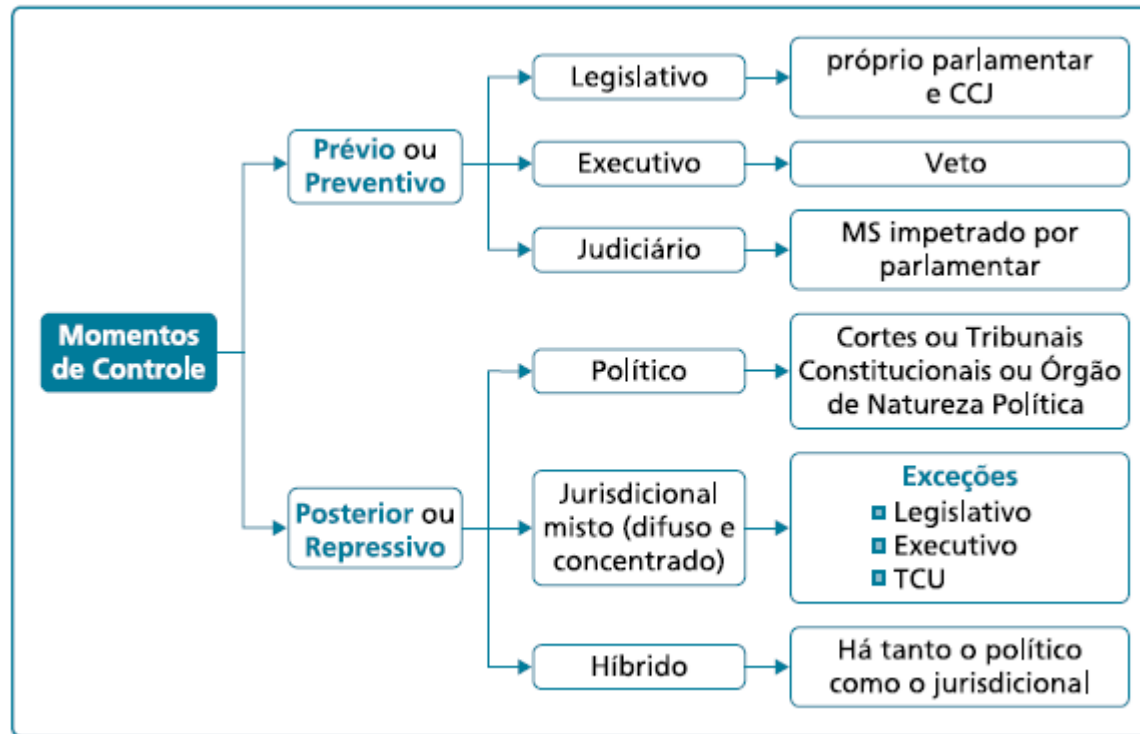 Momentos
de Controle
Prévio ou
Preventivo
Legislativo
próprio parlamentar
e CCJ
Executivo
Veto
Judiciário
MS impetrado por
parlamentar
Posterior ou
Repressivo
Político
Cortes ou Tribunais
Constitucionais ou Órgão
de Natureza Política
Jurisdicional
misto (difuso e
concentrado)
Exceções
Legislativo
Executivo
TCU
Híbrido
Há tanto o político
como o jurisdicional